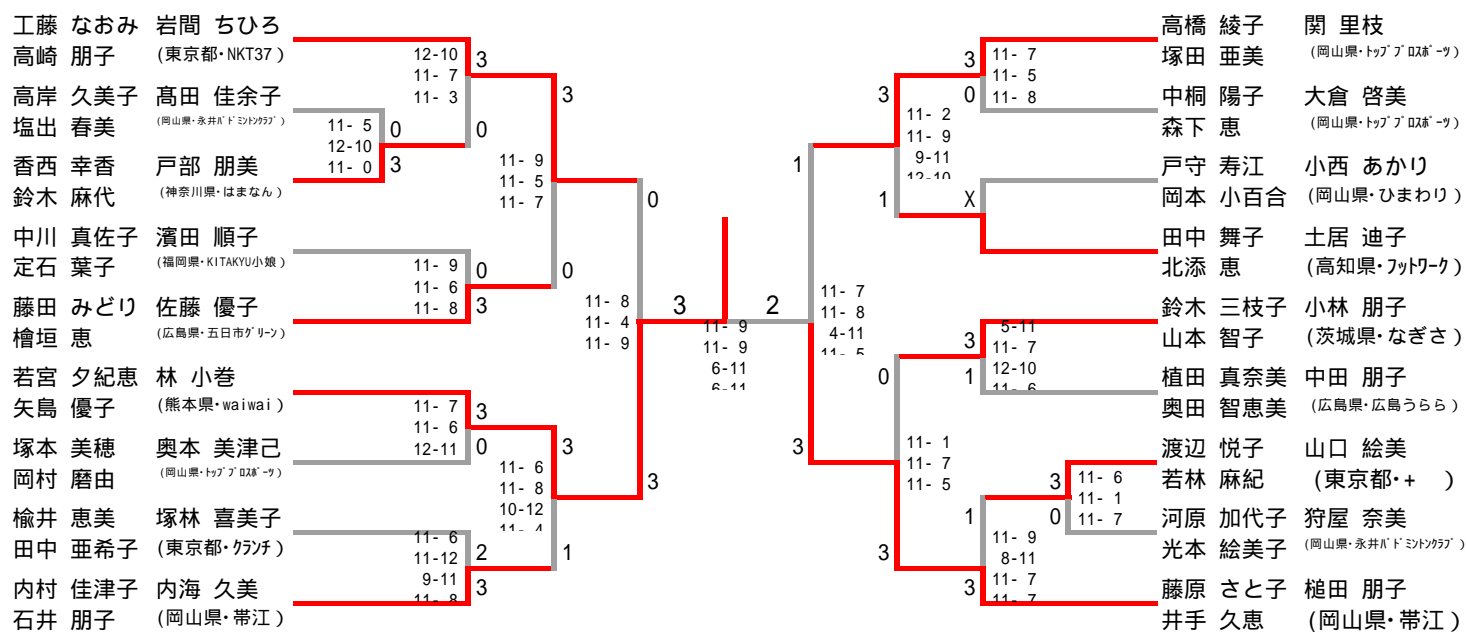 工藤 なおみ 岩間 ちひろ
高崎 朋子 (東京都・NKT37)
高岸 久美子 髙田 佳余子
塩出 春美 (岡山県・永井バドミントンクラブ)
香西 幸香 戸部 朋美
鈴木 麻代 (神奈川県・はまなん)
中川 真佐子 濱田 順子
定石 葉子 (福岡県・KITAKYU小娘)
藤田 みどり 佐藤 優子
檜垣 恵 (広島県・五日市グリーン)
若宮 夕紀恵 林 小巻
矢島 優子 (熊本県・waiwai)
塚本 美穂 奥本 美津己
岡村 磨由 (岡山県・トッププロスポーツ)
楡井 恵美 塚林 喜美子
田中 亜希子 (東京都・クランチ)
内村 佳津子 内海 久美
石井 朋子 (岡山県・帯江)
12-10
11- 7
11- 3
3
0
11- 5
12-10
11- 0
0
3
11- 9
11- 5
11- 7
3
0
11- 9
11- 6
11- 8
0
3
11- 8
11- 4
11- 9
0
3
11- 7
11- 6
12-11
3
0
11- 6
11- 8
10-12
11- 4
3
1
11- 6
11-12
9-11
11- 8
2
3
3
2
11- 9
11- 9
6-11
6-11
1
3
11- 7
11- 8
4-11
11- 5
3
1
11- 2
11- 9
9-11
12-10
3
0
11- 7
11- 5
11- 8
X
0
3
11- 1
11- 7
11- 5
3
1
5-11
11- 7
12-10
11- 6
3
0
11- 6
11- 1
11- 7
1
3
11- 9
8-11
11- 7
11- 7
高橋 綾子 関 里枝
塚田 亜美 (岡山県・トッププロスポーツ)
中桐 陽子 大倉 啓美
森下 恵 (岡山県・トッププロスポーツ)
戸守 寿江 小西 あかり
岡本 小百合 (岡山県・ひまわり)
田中 舞子 土居 迪子
北添 恵 (高知県・フットワーク)
鈴木 三枝子 小林 朋子
山本 智子 (茨城県・なぎさ)
植田 真奈美 中田 朋子
奥田 智恵美 (広島県・広島うらら)
渡辺 悦子 山口 絵美
若林 麻紀 (東京都・+ )
河原 加代子 狩屋 奈美
光本 絵美子 (岡山県・永井バドミントンクラブ)
藤原 さと子 槌田 朋子
井手 久恵 (岡山県・帯江)